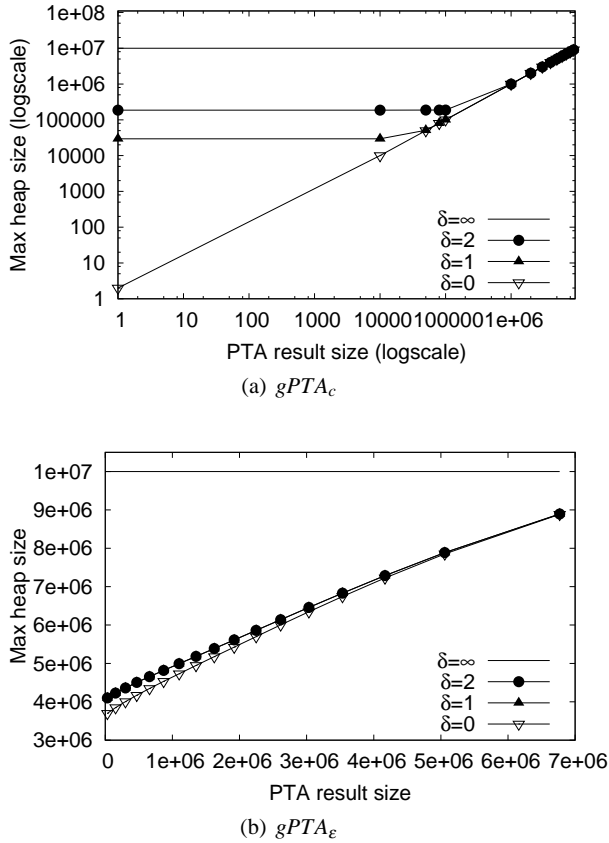 1e+08
1e+07
1e+06
100000
10000
1000
100
10
1
Max heap size (logscale)
δ=∞
δ=2
δ=1
δ=0
1 10 100 1000 10000 1000001e+06
PTA result size (logscale)
(a) gPTAc
1e+07
9e+06
8e+06
7e+06
6e+06
5e+06
4e+06
3e+06
Max heap size
δ=∞
δ=2
δ=1
δ=0
0 1e+06 2e+06 3e+06 4e+06 5e+06 6e+06 7e+06
PTA result size
(b) gPTAε